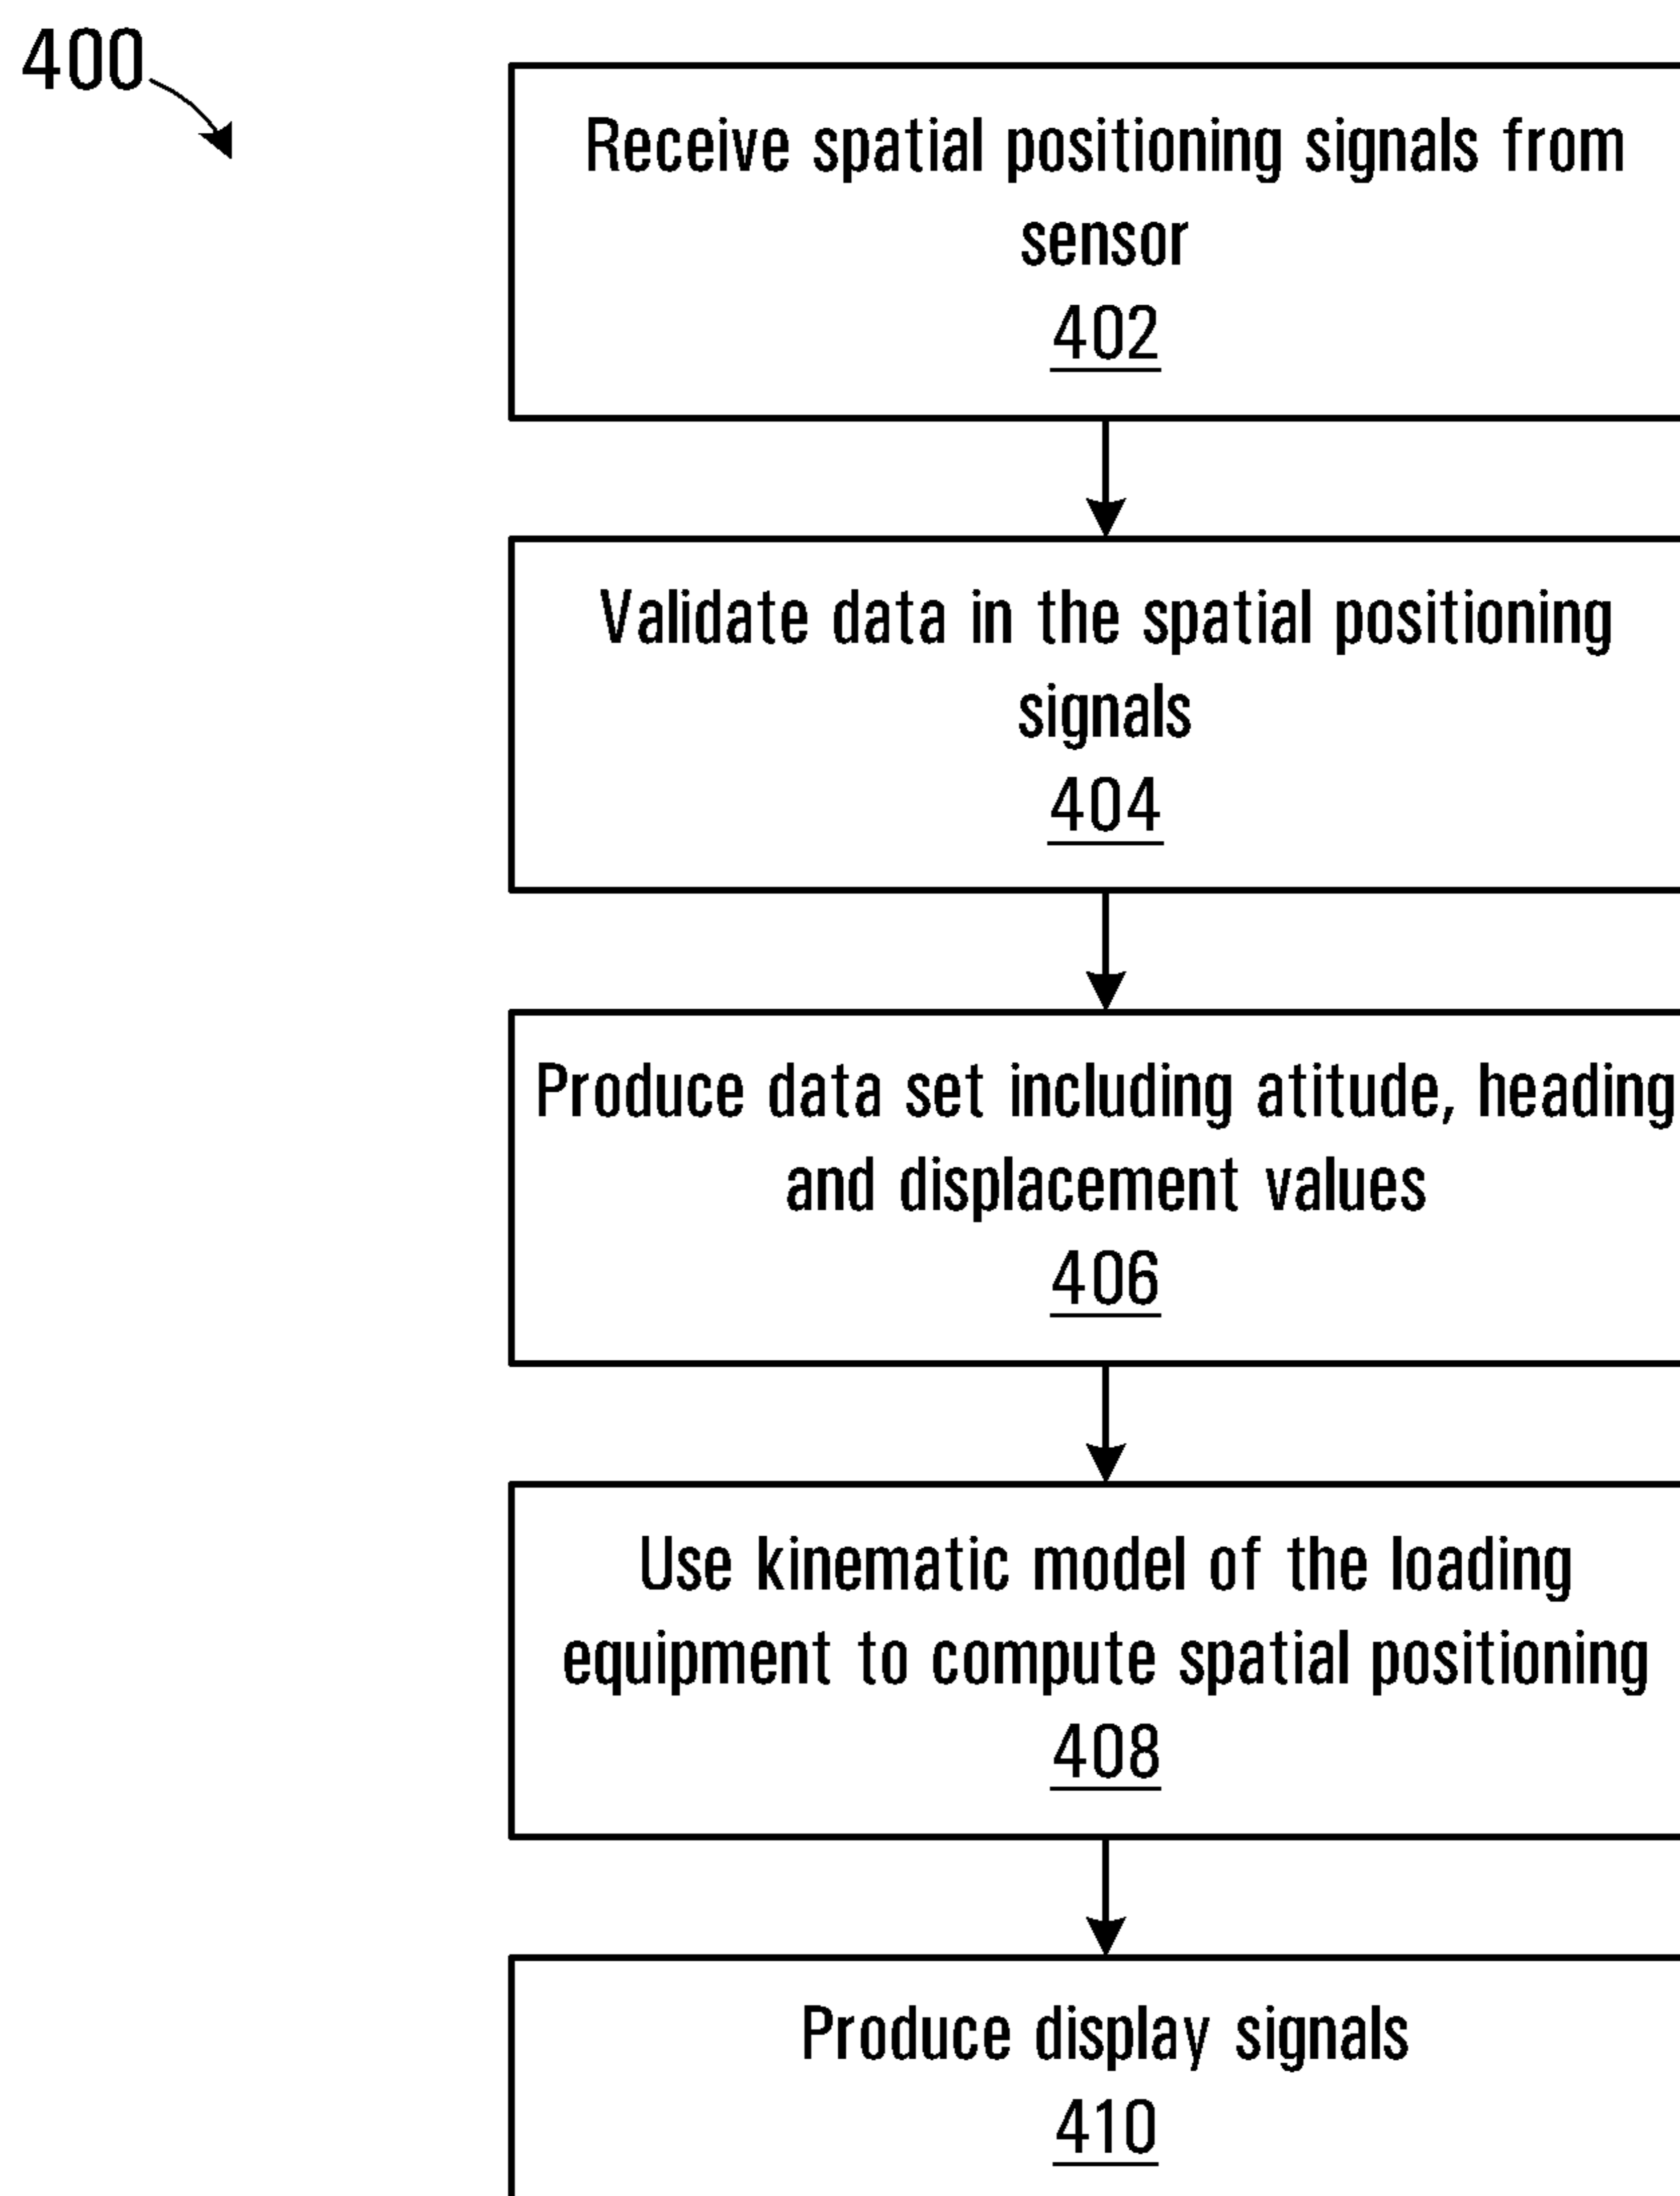 400
Receive spatial positioning signals from
sensor
402
Validate data in the spatial positioning
signals
404
Produce data set including atitude, heading
and displacement values
406
Use kinematic model of the loading
equipment to compute spatial positioning
408
Produce display signals
410